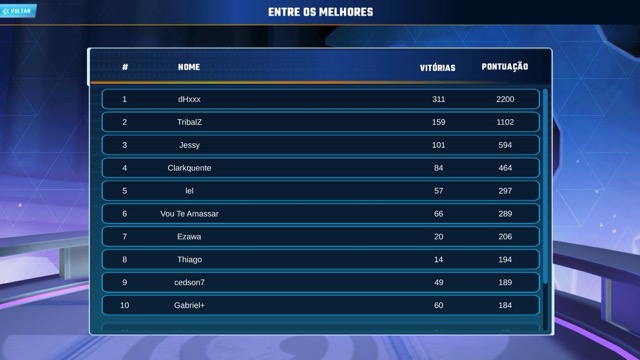 VOLTAR
ENTRE OS MELHORES
# NOME VITÓRIAS PONTUAÇÃO
1 dHxxx 311 2200
2 TribalZ 159 1102
3 Jessy 101 594
4 Clarkquente 84 464
5 lel 57 297
6 Vou Te Amassar 66 289
7 Ezawa 20 206
8 Thiago 14 194
9 cedson7 49 189
10 Gabriel+ 60 184